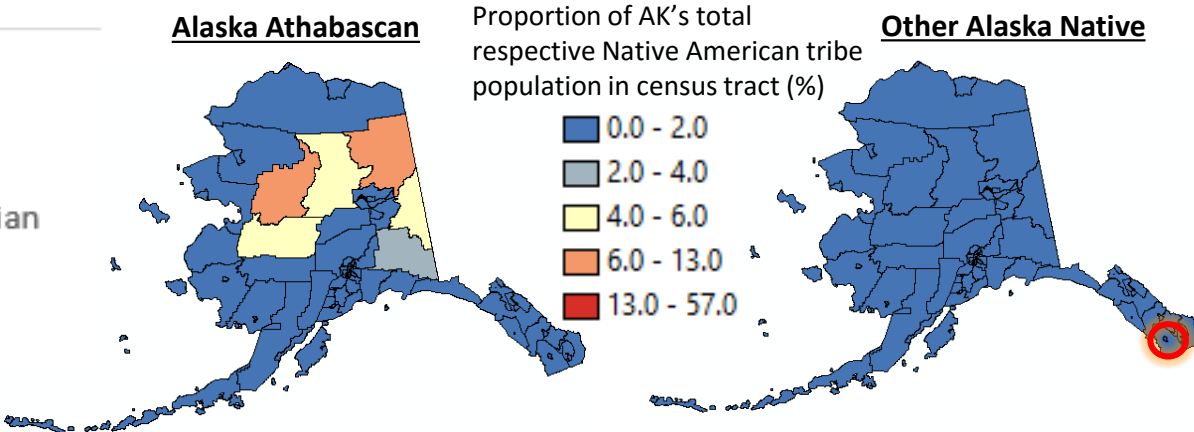 Alaska Athabascan
Proportion of AK's total
respective Native American tribe
population in census tract (%)
Other Alaska Native
0.0 - 2.0
2.0 - 4.0
4.0 - 6.0
6.0 - 13.0
13.0 - 57.0
ian